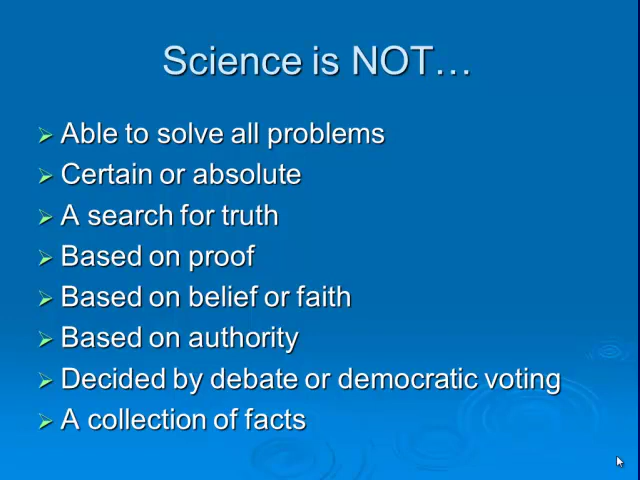 Science is NOT…
Able to solve all problems
Certain or absolute
A search for truth
Based on proof
Based on belief or faith
Based on authority
Decided by debate or democratic voting
A collection of facts